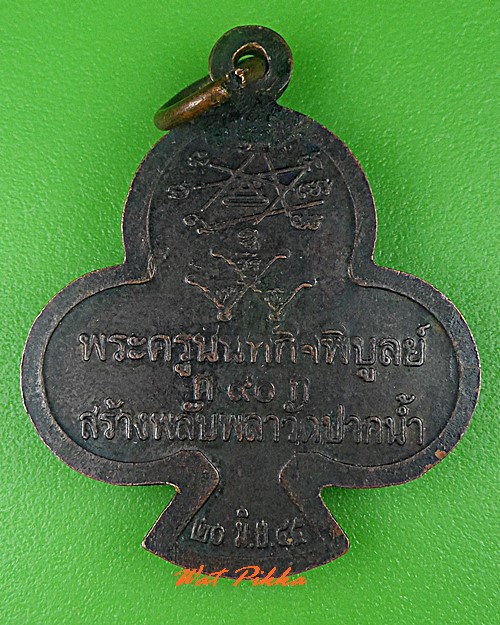 พระครูนนทกิจพิบูลย์
ก ๙๐ ก
สร้างพลับพลาวัดปากน้ำ
๒๐ มิ.ย. ๔๕
Wat Pikka